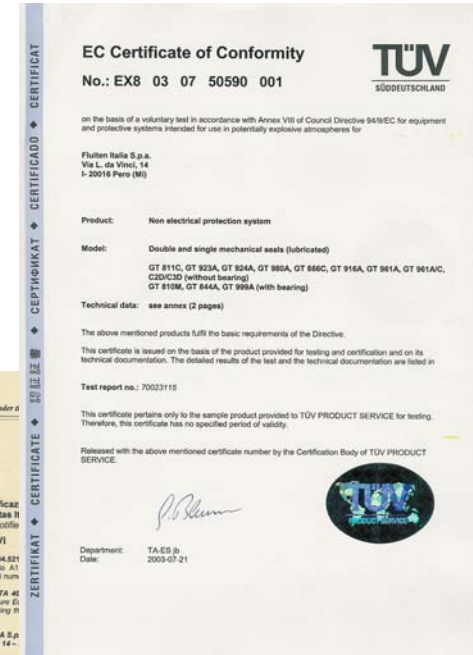 EC Certificate of Conformity
No.: EX8 03 07 50590 001
TÜV
SÜDDEUTSCHLAND
on the basis of a voluntary test in accordance with Annex VIII of Council Directive 94/9/EC for equipment
and protective systems intended for use in potentially explosive atmospheres for
Fluiten Italia S.p.a.
Via L. da Vinci, 14
I- 20016 Pero (Mi)
Product: Non electrical protection system
Model: Double and single mechanical seals (lubricated)
GT 811C, GT 923A, GT 924A, GT 980A, GT 866C, GT 916A, GT 961A, GT 961A/C,
C2D/C3D (without bearing)
GT 810M, GT 844A, GT 999A (with bearing)
Technical data: see annex (2 pages)
The above mentioned products fulfil the basic requirements of the Directive.
This certificate is issued on the basis of the product provided for testing and certification and on its
technical documentation. The detailed results of the test and the technical documentation are listed in
Test report no.: 70023115
This certificate pertains only to the sample product provided to TÜV PRODUCT SERVICE for testing.
Therefore, this certificate has no specified period of validity.
Released with the above mentioned certificate number by the Certification Body of TÜV PRODUCT
SERVICE.
TÜV
PRODUCT SERVICE
Department: TA-ES jb
Date: 2003-07-21
ZERTIFIKAT ◆ CERTIFICATE ◆ 認証証書 ◆ СЕРТИФИКАТ ◆ CERTIFICADO ◆ CERTIFICAT